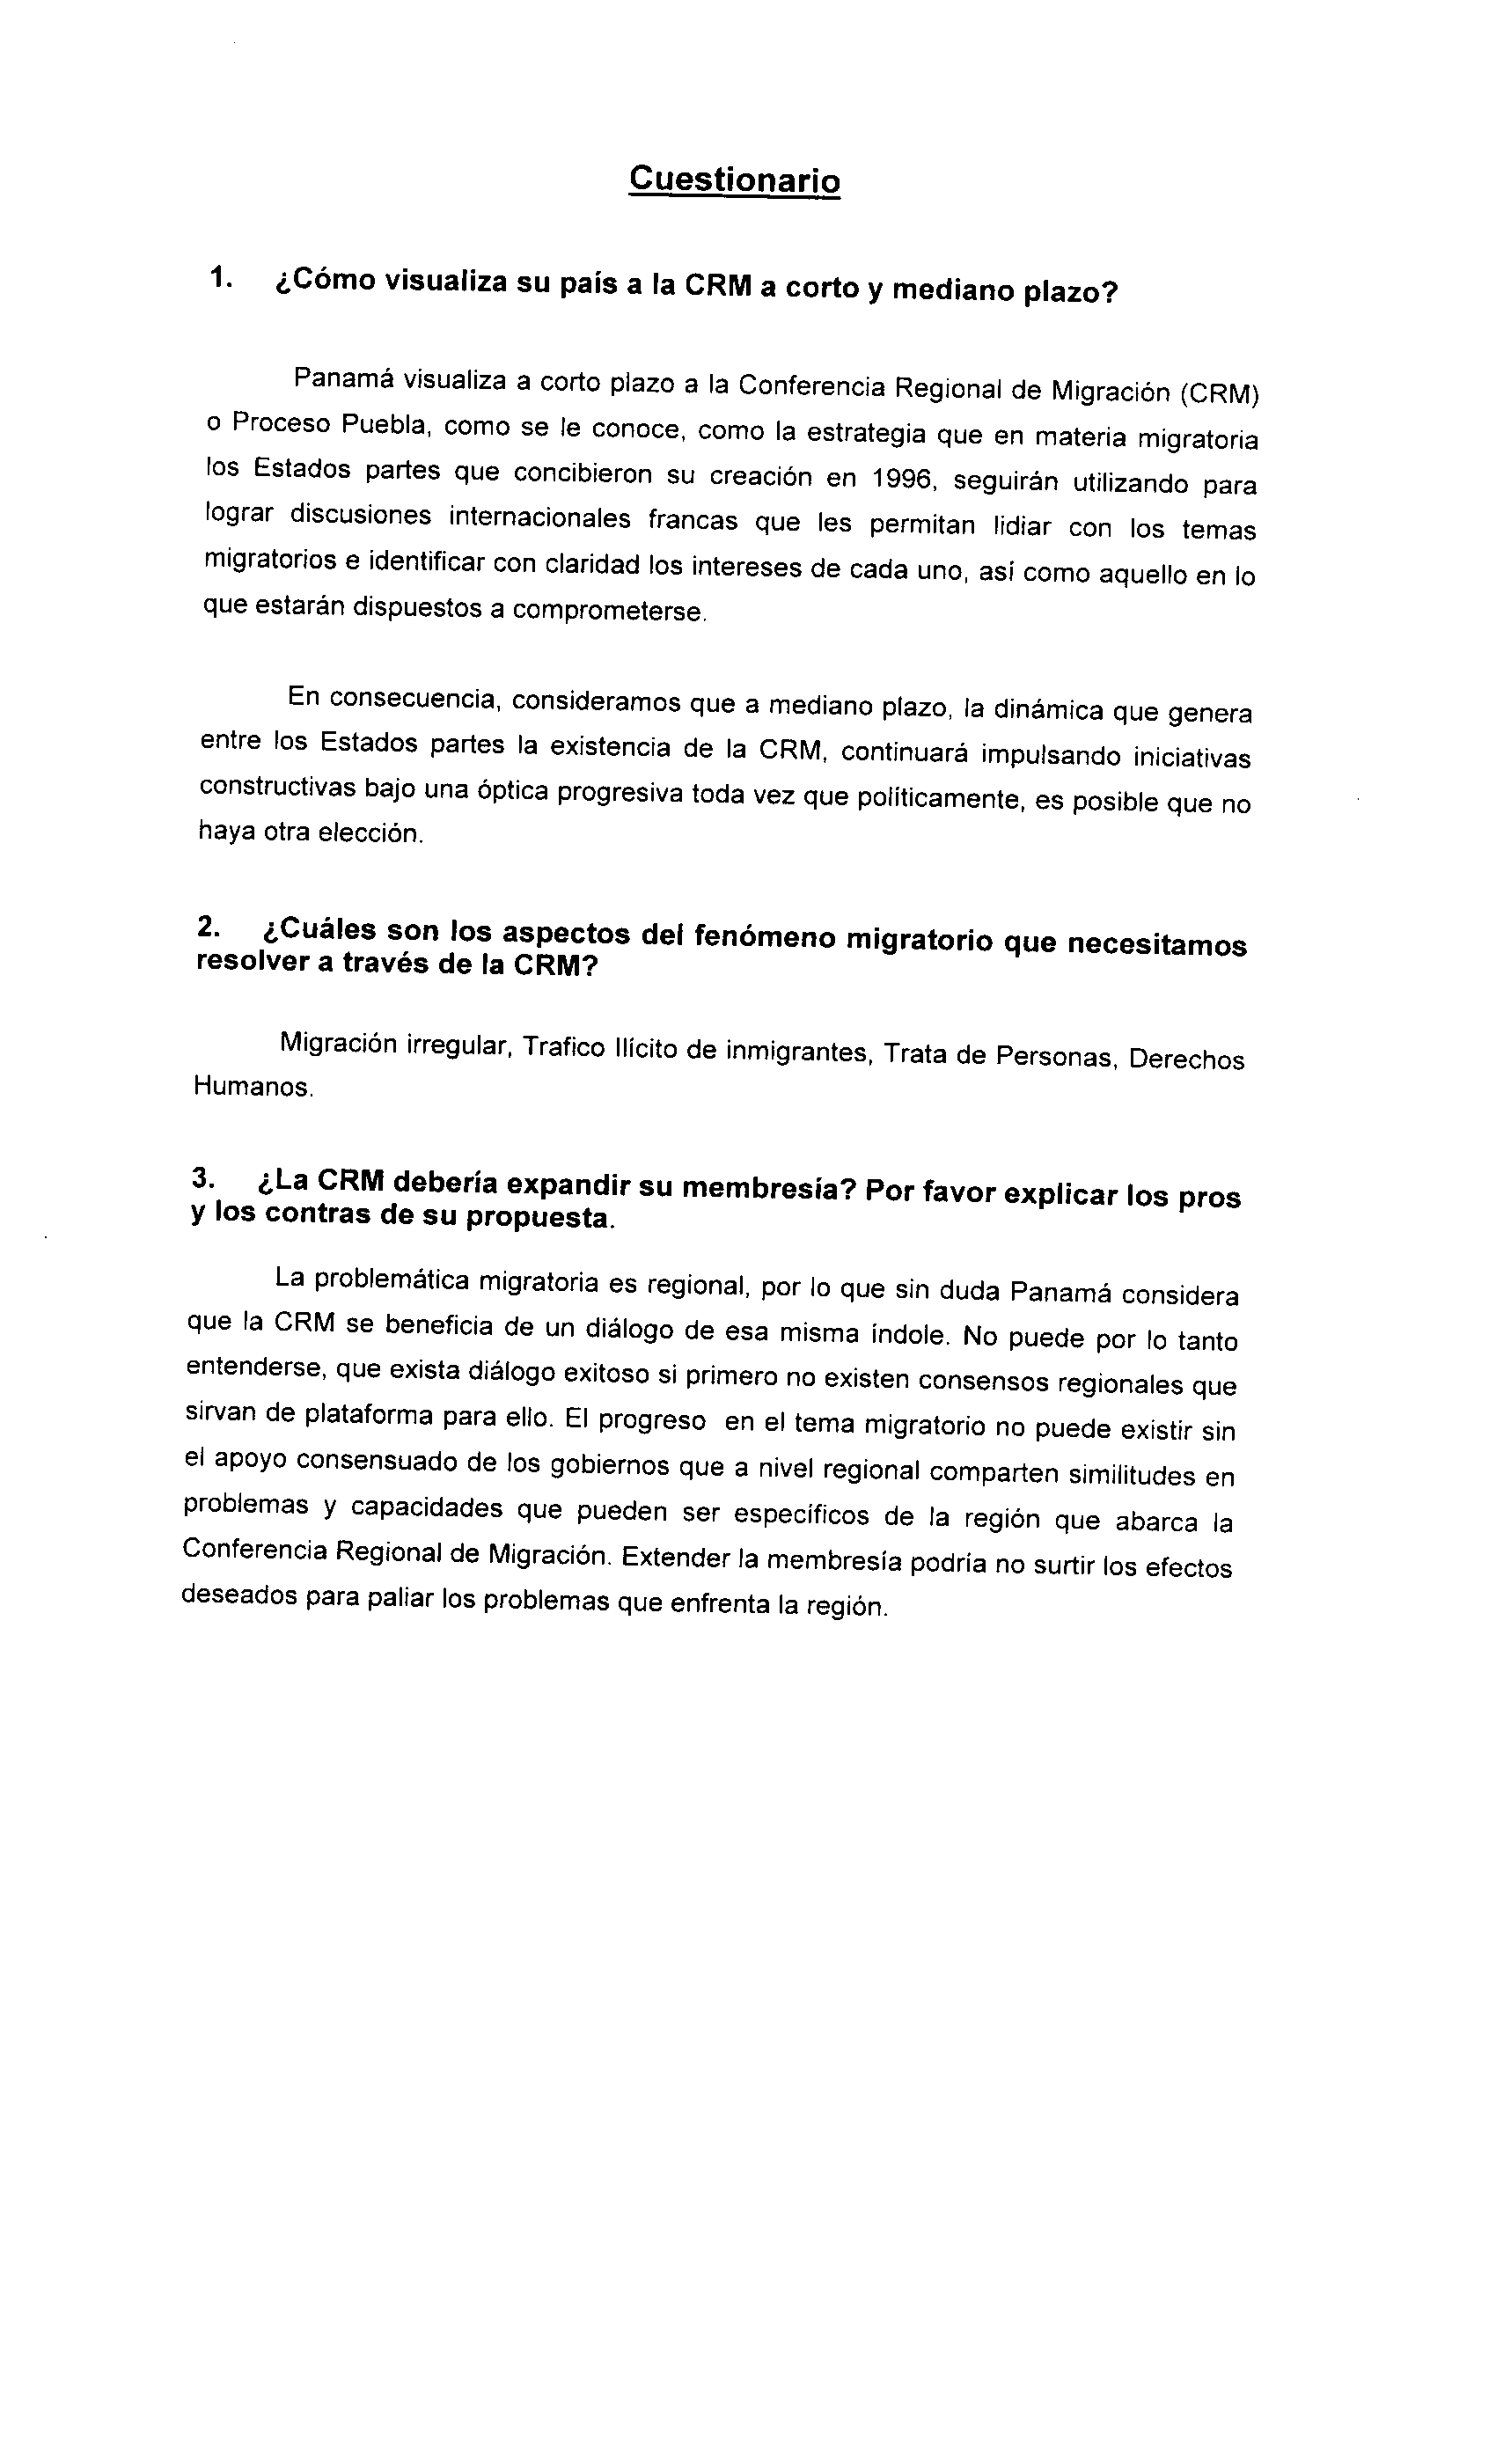 Cuestionario
1. ¿Cómo visualiza su país a la CRM a corto y mediano plazo?
Panamá visualiza a corto plazo a la Conferencia Regional de Migración (CRM)
o Proceso Puebla, como se le conoce, como la estrategia que en materia migratoria
los Estados partes que concibieron su creación en 1996, seguirán utilizando para
lograr discusiones internacionales francas que les permitan lidiar con los temas
migratorios e identificar con claridad los intereses de cada uno, así como aquello en lo
que estarán dispuestos a comprometerse.
En consecuencia, consideramos que a mediano plazo, la dinámica que genera
entre los Estados partes la existencia de la CRM, continuará impulsando iniciativas
constructivas bajo una óptica progresiva toda vez que políticamente, es posible que no
haya otra elección.
2. ¿Cuáles son los aspectos del fenómeno migratorio que necesitamos
resolver a través de la CRM?
Migración irregular, Trafico Ilícito de inmigrantes, Trata de Personas, Derechos
Humanos.
3. ¿La CRM debería expandir su membresía? Por favor explicar los pros
y los contras de su propuesta.
La problemática migratoria es regional, por lo que sin duda Panamá considera
que la CRM se beneficia de un diálogo de esa misma índole. No puede por lo tanto
entenderse, que exista diálogo exitoso si primero no existen consensos regionales que
sirvan de plataforma para ello. El progreso en el tema migratorio no puede existir sin
el apoyo consensuado de los gobiernos que a nivel regional comparten similitudes en
problemas y capacidades que pueden ser específicos de la región que abarca la
Conferencia Regional de Migración. Extender la membresía podría no surtir los efectos
deseados para paliar los problemas que enfrenta la región.